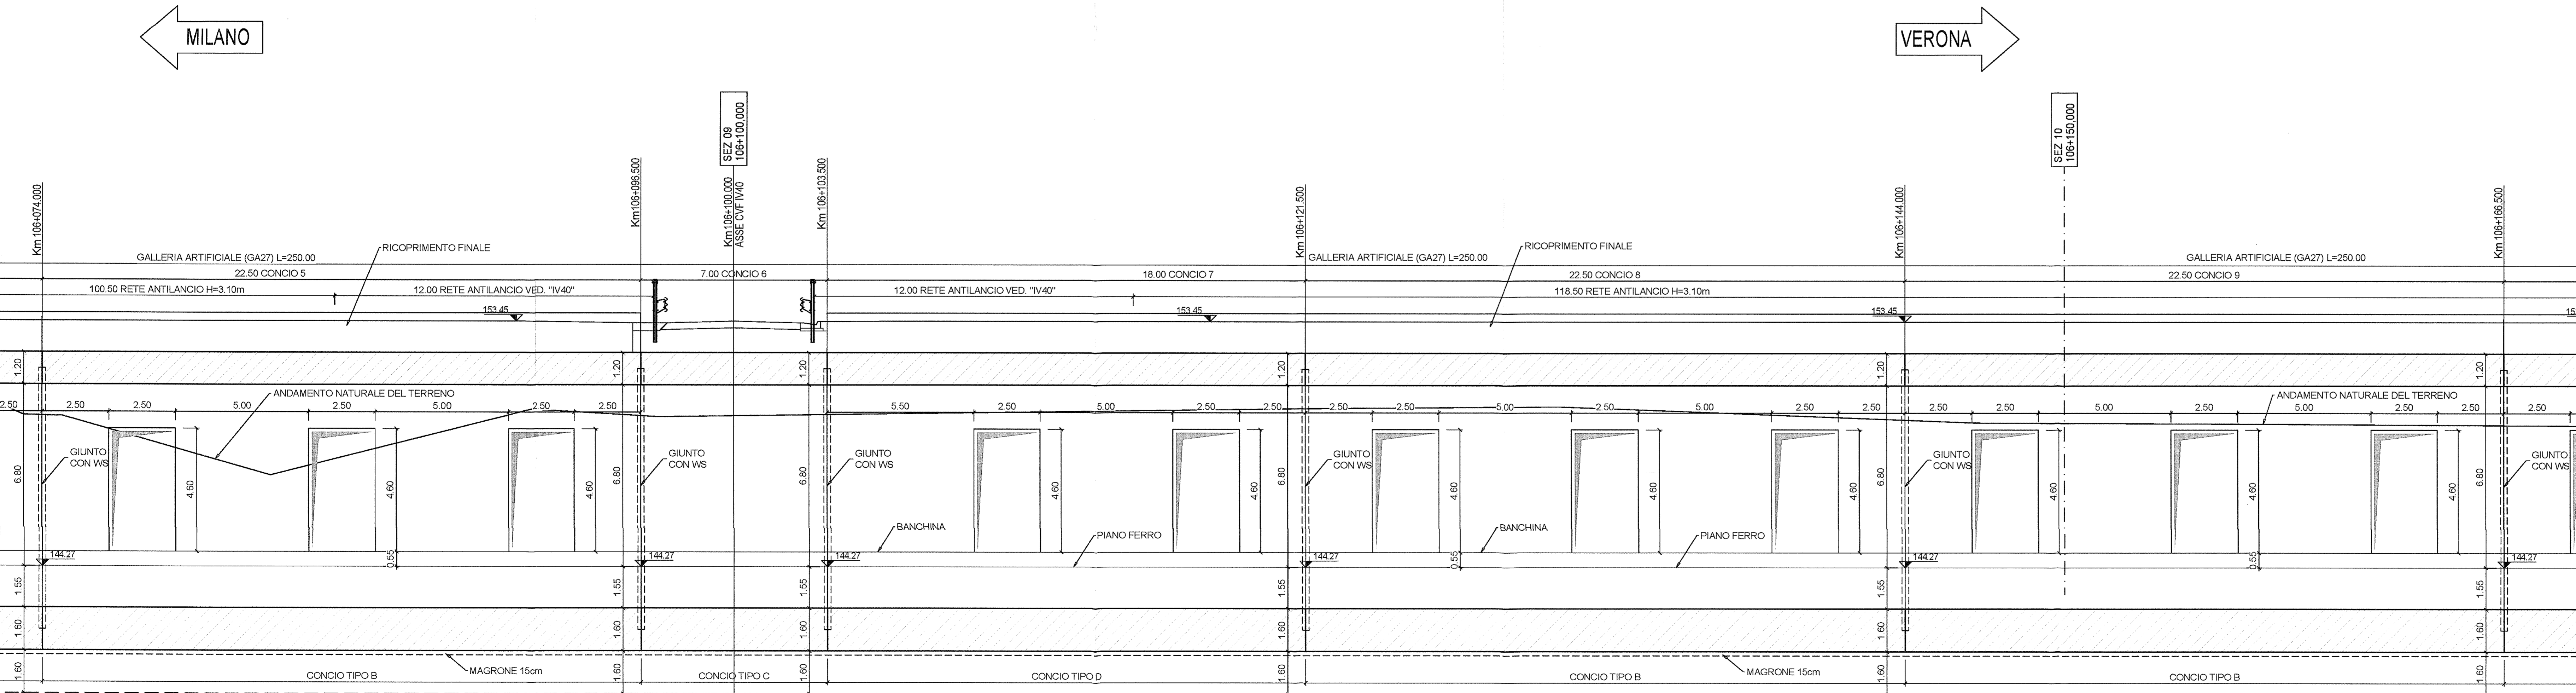 MILANO
VERONA
SEZ 09
106+100,000
SEZ 10
106+150,000
Km 106+074.000
Km106+096.500
Km106+100.000
ASSE CVF IV40
Km 106+103.500
Km 106+121.500
Km 106+144.000
Km 106+166.500
RICOPRIMENTO FINALE
RICOPRIMENTO FINALE
GALLERIA ARTIFICIALE (GA27) L=250.00
GALLERIA ARTIFICIALE (GA27) L=250.00
GALLERIA ARTIFICIALE (GA27) L=250.00
22.50 CONCIO 5
7.00 CONCIO 6
18.00 CONCIO 7
22.50 CONCIO 8
22.50 CONCIO 9
100.50 RETE ANTILANCIO H=3.10m
12.00 RETE ANTILANCIO VED. "IV40"
12.00 RETE ANTILANCIO VED. "IV40"
118.50 RETE ANTILANCIO H=3.10m
153.45
153.45
153.45
1.20
1.20
1.20
1.20
1.20
1.20
ANDAMENTO NATURALE DEL TERRENO
ANDAMENTO NATURALE DEL TERRENO
2.50
2.50
5.00
2.50
5.00
2.50
2.50
5.50
2.50
5.00
2.50
2.50
2.50
2.50
5.00
2.50
5.00
2.50
2.50
2.50
2.50
5.00
2.50
5.00
2.50
2.50
2.50
GIUNTO
CON WS
GIUNTO
CON WS
GIUNTO
CON WS
GIUNTO
CON WS
GIUNTO
CON WS
GIUNTO
CON WS
6.80
6.80
6.80
6.80
6.80
6.80
4.60
4.60
4.60
4.60
4.60
4.60
4.60
4.60
4.60
4.60
4.60
BANCHINA
PIANO FERRO
BANCHINA
PIANO FERRO
144.27
144.27
144.27
144.27
144.27
144.27
0.55
0.55
0.55
1.55
1.55
1.55
1.55
1.55
1.55
1.60
1.60
1.60
1.60
1.60
1.60
1.60
1.60
1.60
1.60
1.60
1.60
MAGRONE 15cm
MAGRONE 15cm
CONCIO TIPO B
CONCIO TIPO C
CONCIO TIPO D
CONCIO TIPO B
CONCIO TIPO B